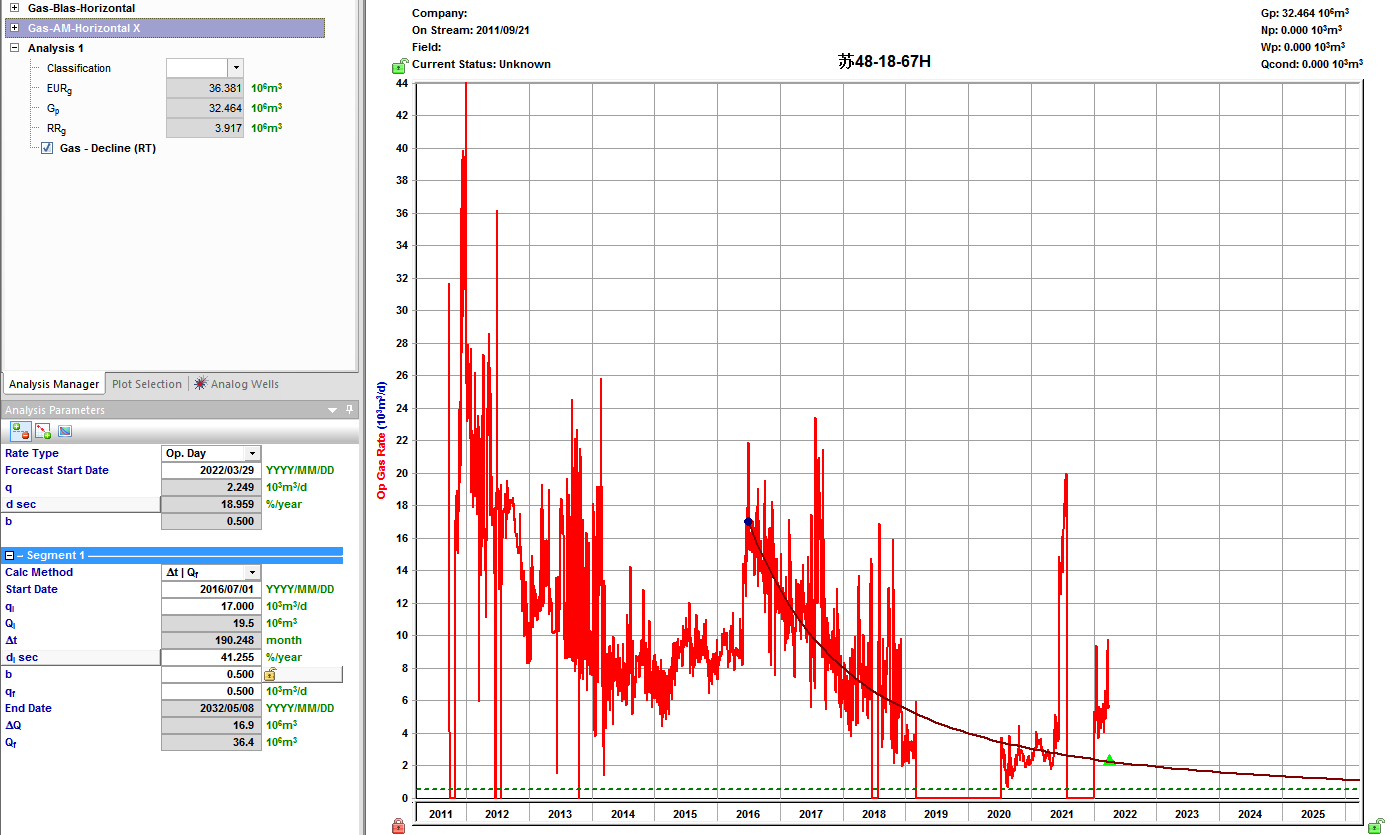 Gas-Blas-Horizontal
Gas-AM-Horizontal X
Analysis 1
Classification
EURg 36.381 10⁶m³
Gp 32.464 10⁶m³
RRg 3.917 10⁶m³
Gas - Decline (RT)
Analysis Manager Plot Selection Analog Wells
Analysis Parameters
Rate Type Op. Day
Forecast Start Date 2022/03/29 YYYY/MM/DD
q 2.249 10³m³/d
d sec 18.959 %/year
b 0.500
Segment 1
Calc Method Δt | Qf
Start Date 2016/07/01 YYYY/MM/DD
qi 17.000 10³m³/d
Qi 19.5 10⁶m³
Δt 190.248 month
di sec 41.255 %/year
b 0.500
qf 0.500 10³m³/d
End Date 2032/05/08 YYYY/MM/DD
ΔQ 16.9 10⁶m³
Qf 36.4 10⁶m³
Company:
On Stream: 2011/09/21
Field:
Current Status: Unknown
苏48-18-67H
Gp: 32.464 10⁶m³
Np: 0.000 10³m³
Wp: 0.000 10³m³
Qcond: 0.000 10³m³
Op Gas Rate (10³m³/d)
44
42
40
38
36
34
32
30
28
26
24
22
20
18
16
14
12
10
8
6
4
2
0
2011 2012 2013 2014 2015 2016 2017 2018 2019 2020 2021 2022 2023 2024 2025